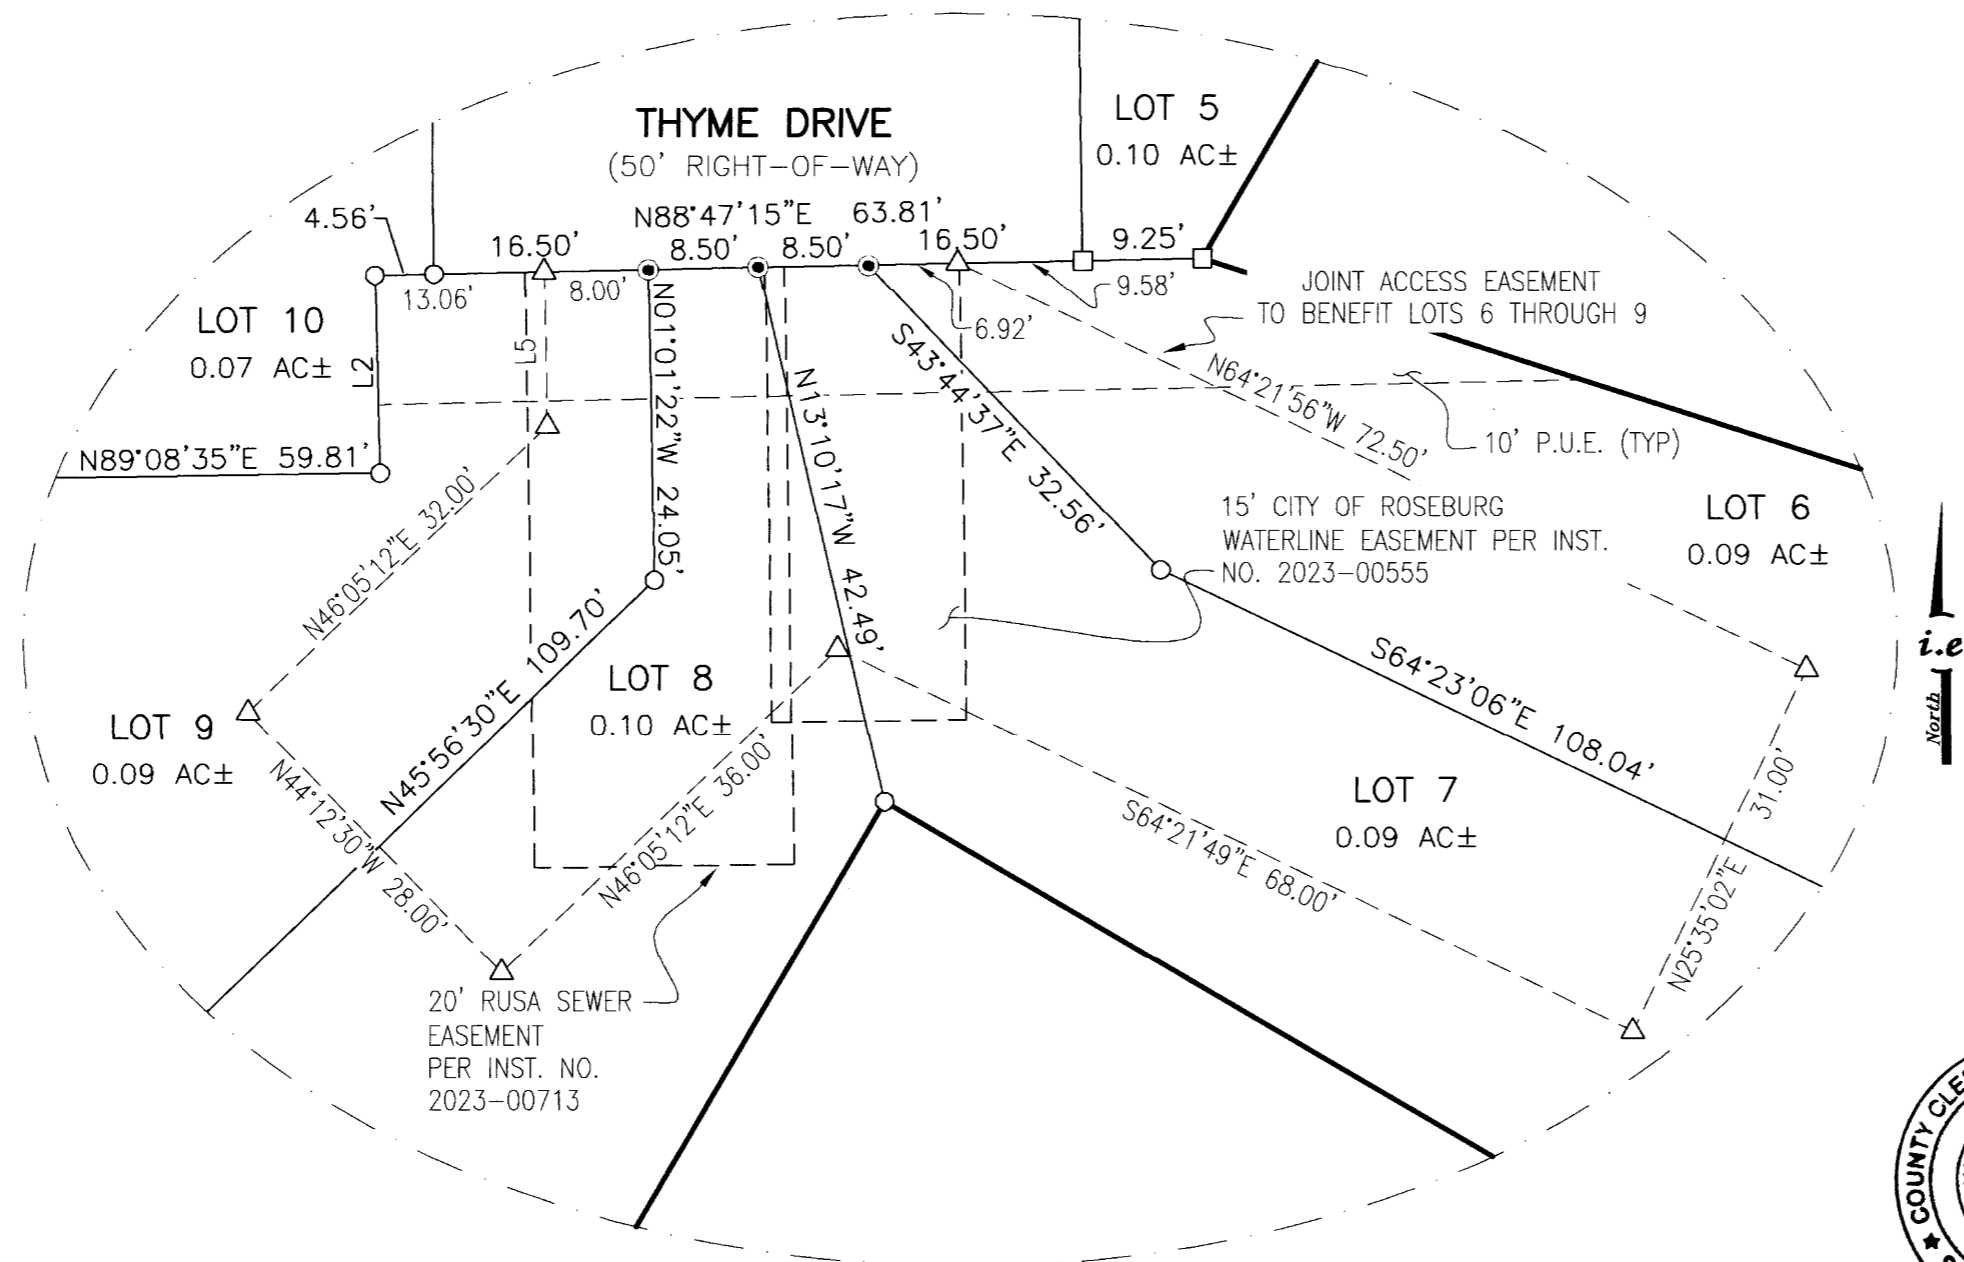 THYME DRIVE
(50' RIGHT-OF-WAY)
LOT 5
0.10 AC±
4.56'
16.50'
N88°47'15"E 63.81'
8.50'
8.50'
16.50'
9.25'
13.06'
8.00'
6.92'
9.58'
JOINT ACCESS EASEMENT
TO BENEFIT LOTS 6 THROUGH 9
LOT 10
0.07 AC±
L2
L5
N01°01'22"W 24.05'
N13°10'17"W 42.49'
S43°44'37"E 32.56'
N64°21'56"W 72.50'
10' P.U.E. (TYP)
N89°08'35"E 59.81'
15' CITY OF ROSEBURG
WATERLINE EASEMENT PER INST.
NO. 2023-00555
LOT 6
0.09 AC±
N46°05'12"E 32.00'
N45°56'30"E 109.70'
LOT 8
0.10 AC±
S64°23'06"E 108.04'
i.e
North
LOT 9
0.09 AC±
N44°12'30"W 28.00'
N46°05'12"E 36.00'
LOT 7
0.09 AC±
S64°21'49"E 68.00'
N25°35'02"E 31.00'
20' RUSA SEWER
EASEMENT
PER INST. NO.
2023-00713
COUNTY CLE